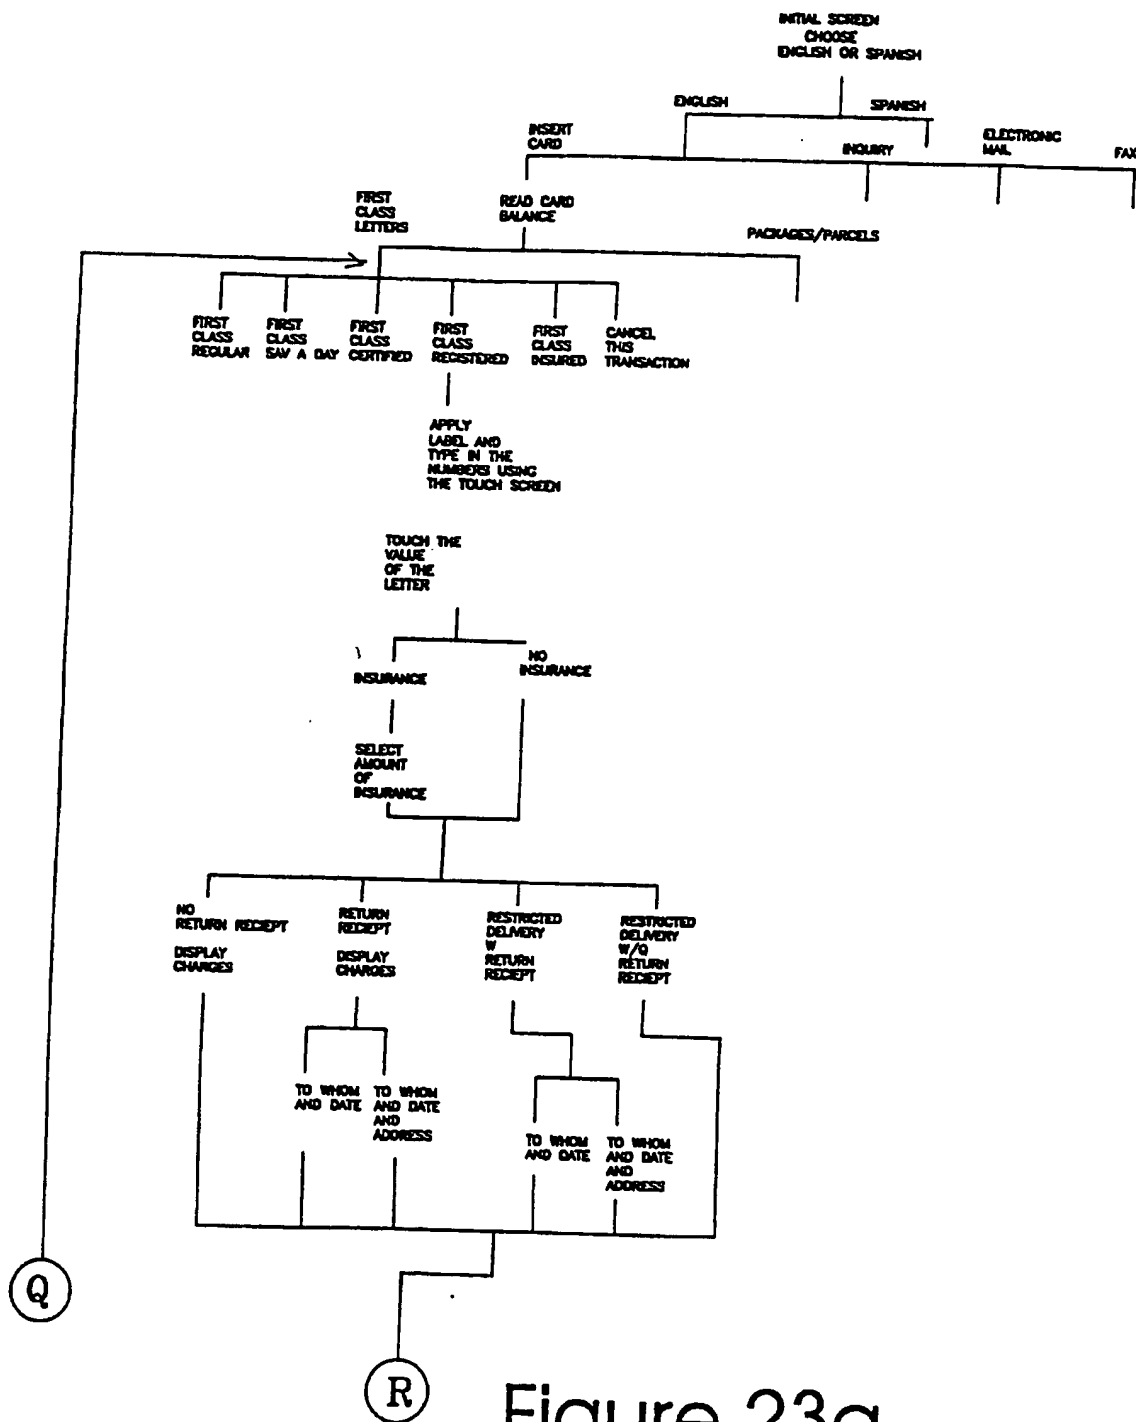 INITIAL SCREEN
CHOOSE
ENGLISH OR SPANISH
ENGLISH
SPANISH
INSERT
CARD
INQUIRY
ELECTRONIC
MAIL
FAX
FIRST
CLASS
LETTERS
READ CARD
BALANCE
PACKAGES/PARCELS
FIRST
CLASS
REGULAR
FIRST
CLASS
SAV A DAY
FIRST
CLASS
CERTIFIED
FIRST
CLASS
REGISTERED
FIRST
CLASS
INSURED
CANCEL
THIS
TRANSACTION
APPLY
LABEL AND
TYPE IN THE
NUMBERS USING
THE TOUCH SCREEN
TOUCH THE
VALUE
OF THE
LETTER
INSURANCE
NO
INSURANCE
SELECT
AMOUNT
OF
INSURANCE
NO
RETURN RECIEPT
DISPLAY
CHARGES
RETURN
RECIEPT
DISPLAY
CHARGES
RESTRICTED
DELIVERY
W
RETURN
RECIEPT
RESTRICTED
DELIVERY
W/O
RETURN
RECIEPT
TO WHOM
AND DATE
TO WHOM
AND DATE
AND
ADDRESS
TO WHOM
AND DATE
TO WHOM
AND DATE
AND
ADDRESS
Q
R
Figure 23a